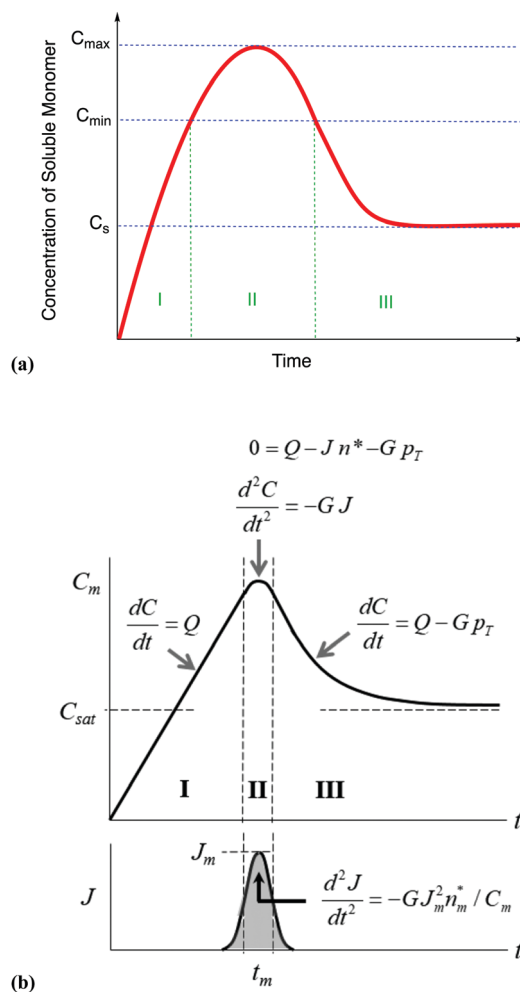 C_max
C_min
C_s
Concentration of Soluble Monomer
I II III
Time
(a)
0 = Q − J n* − G p_T
d²C/dt² = −G J
C_m
dC/dt = Q
dC/dt = Q − G p_T
C_sat
I II III
t
J_m
J
d²J/dt² = −G J_m² n_m* / C_m
t
t_m
(b)